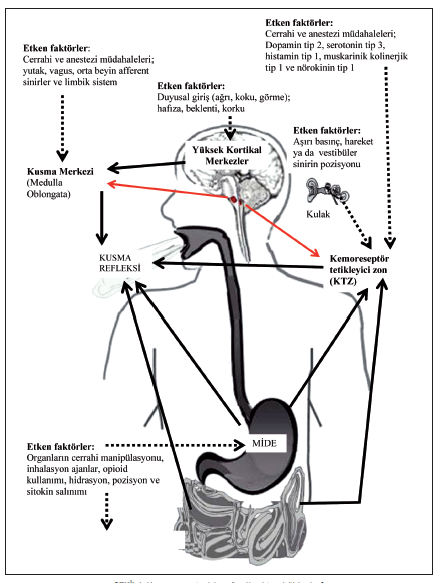 Etken faktörler:
Cerrahi ve anestezi müdahaleleri;
yutak, vagus, orta beyin afferent
sinirler ve limbik sistem
Etken faktörler:
Cerrahi ve anestezi müdahaleleri;
Dopamin tip 2, serotonin tip 3,
histamin tip 1, muskarinik kolinerjik
tip 1 ve nörokinin tip 1
Etken faktörler:
Duyusal giriş (ağrı, koku, görme);
hafıza, beklenti, korku
Etken faktörler:
Aşırı basınç, hareket
ya da vestibüler
sinirin pozisyonu
Yüksek Kortikal
Merkezler
Kusma Merkezi
(Medulla
Oblongata)
Kulak
KUSMA
REFLEKSİ
Kemoreseptör
tetikleyici zon
(KTZ)
MİDE
Etken faktörler:
Organların cerrahi manipülasyonu,
inhalasyon ajanlar, opioid
kullanımı, hidrasyon, pozisyon ve
sitokin salınımı